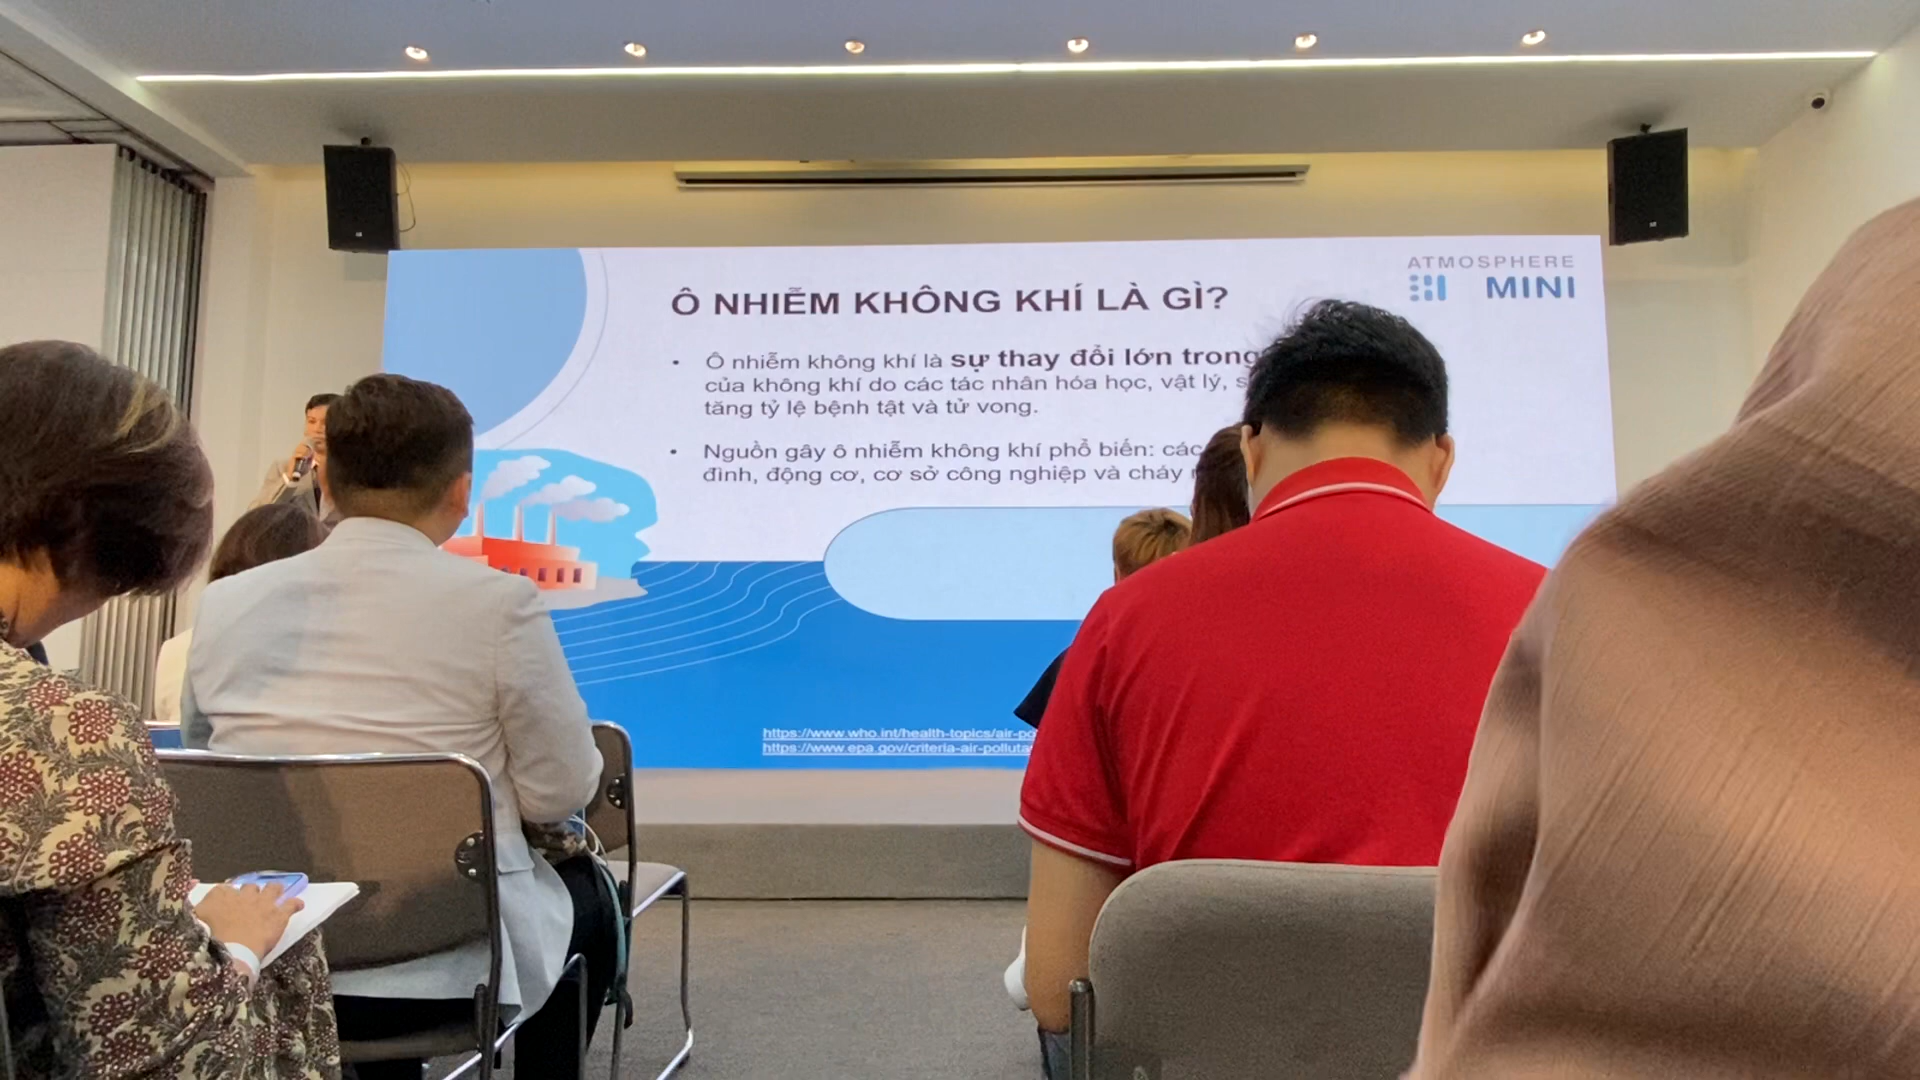 ATMOSPHERE
MINI
Ô NHIỄM KHÔNG KHÍ LÀ GÌ?
• Ô nhiễm không khí là sự thay đổi lớn trong
của không khí do các tác nhân hóa học, vật lý,
tăng tỷ lệ bệnh tật và tử vong.
• Nguồn gây ô nhiễm không khí phổ biến: các
đình, động cơ, cơ sở công nghiệp và cháy
https://www.who.int/health-topics/air-po
https://www.epa.gov/criteria-air-polluta